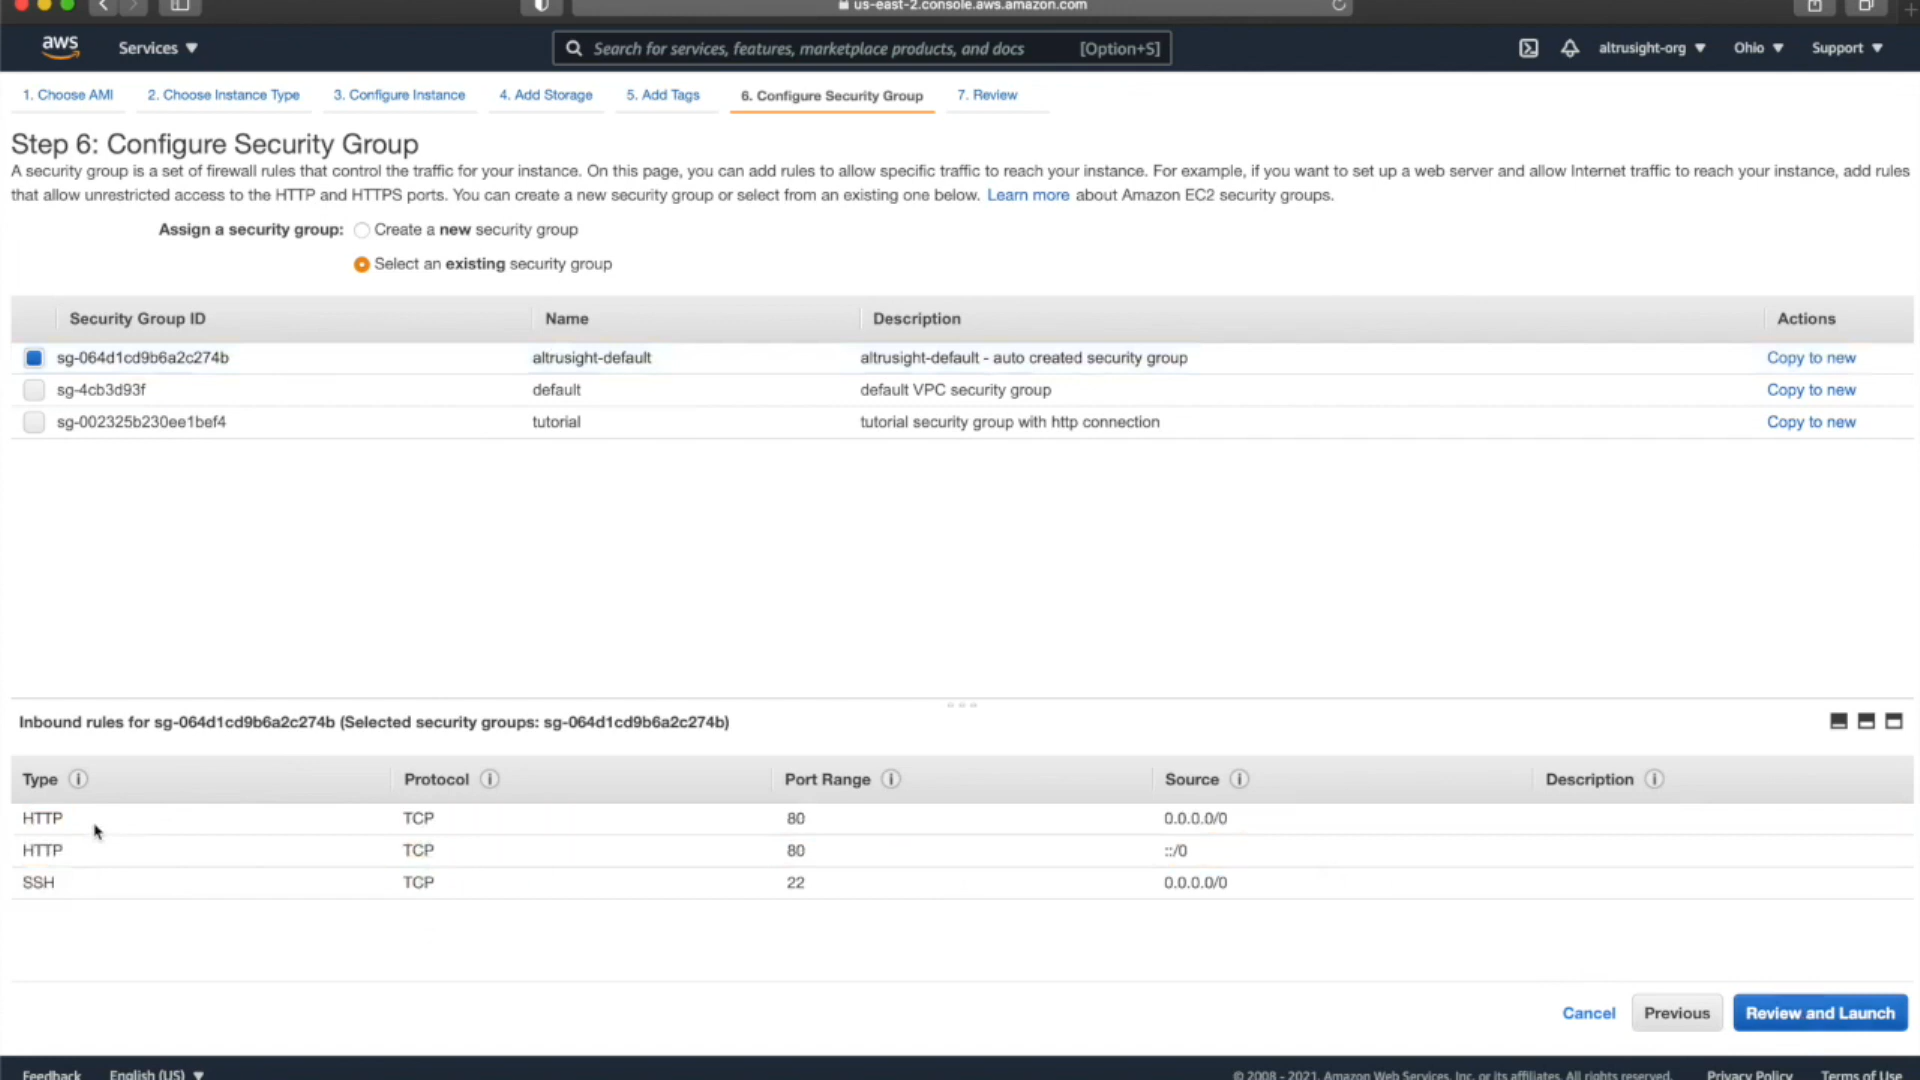 us-east-2.console.aws.amazon.com
aws
Services
Search for services, features, marketplace products, and docs [Option+S]
altrusight-org
Ohio
Support
1. Choose AMI
2. Choose Instance Type
3. Configure Instance
4. Add Storage
5. Add Tags
6. Configure Security Group
7. Review
Step 6: Configure Security Group
A security group is a set of firewall rules that control the traffic for your instance. On this page, you can add rules to allow specific traffic to reach your instance. For example, if you want to set up a web server and allow Internet traffic to reach your instance, add rules
that allow unrestricted access to the HTTP and HTTPS ports. You can create a new security group or select from an existing one below. Learn more about Amazon EC2 security groups.
Assign a security group: Create a new security group
Select an existing security group
Security Group ID Name Description Actions
sg-064d1cd9b6a2c274b altrusight-default altrusight-default - auto created security group Copy to new
sg-4cb3d93f default default VPC security group Copy to new
sg-002325b230ee1bef4 tutorial tutorial security group with http connection Copy to new
Inbound rules for sg-064d1cd9b6a2c274b (Selected security groups: sg-064d1cd9b6a2c274b)
Type Protocol Port Range Source Description
HTTP TCP 80 0.0.0.0/0
HTTP TCP 80 ::/0
SSH TCP 22 0.0.0.0/0
Cancel
Previous
Review and Launch
Feedback
English (US)
© 2008 - 2021, Amazon Web Services, Inc. or its affiliates. All rights reserved.
Privacy Policy
Terms of Use